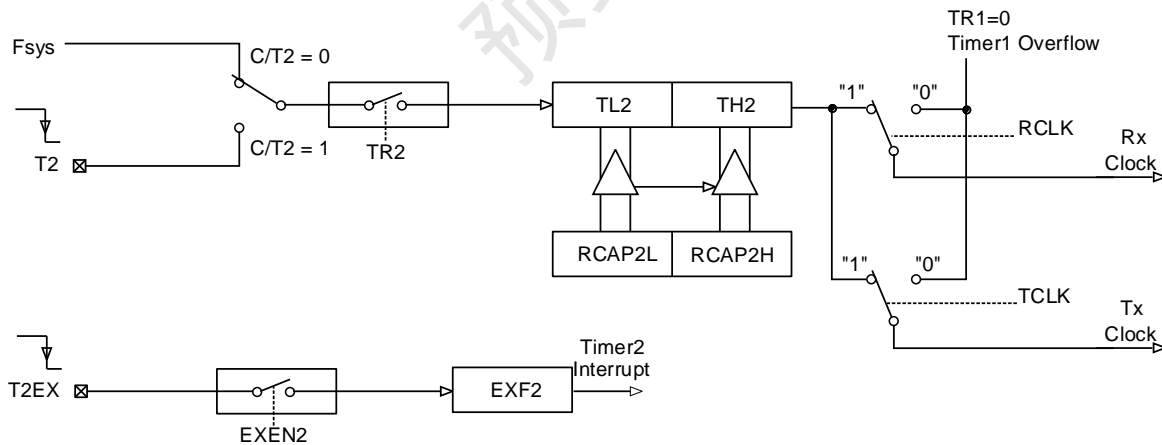 TR1=0
Timer1 Overflow
Fsys
C/T2 = 0
T2
C/T2 = 1
TR2
TL2
TH2
"1"
"0"
RCLK
Rx
Clock
RCAP2L
RCAP2H
"1"
"0"
TCLK
Tx
Clock
T2EX
EXEN2
EXF2
Timer2
Interrupt
预